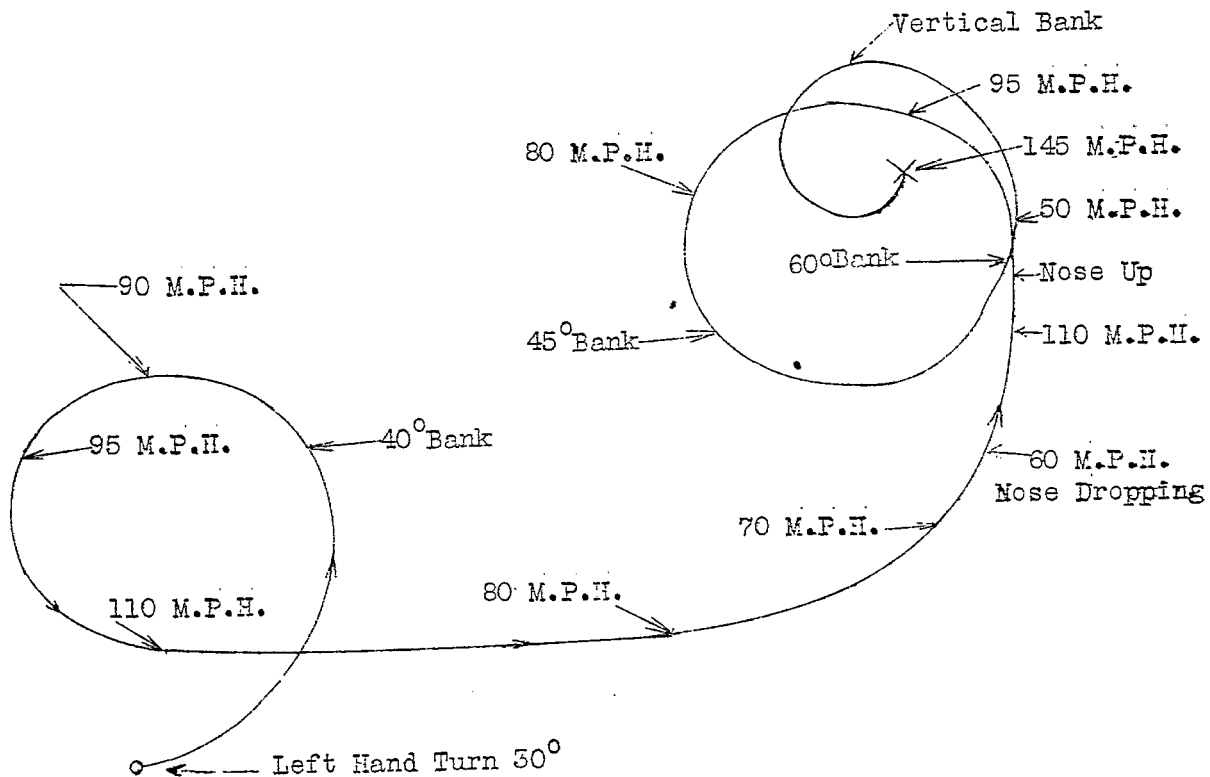 Vertical Bank
95 M.P.H.
145 M.P.H.
80 M.P.H.
50 M.P.H.
60°Bank
Nose Up
90 M.P.H.
45°Bank
110 M.P.H.
95 M.P.H.
40°Bank
60 M.P.H.
Nose Dropping
70 M.P.H.
110 M.P.H.
80 M.P.H.
Left Hand Turn 30°